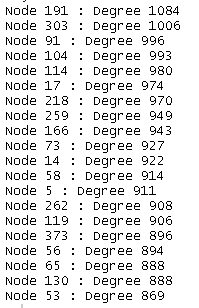 Node 191 : Degree 1084
Node 303 : Degree 1006
Node 91 : Degree 996
Node 104 : Degree 993
Node 114 : Degree 980
Node 17 : Degree 974
Node 218 : Degree 970
Node 259 : Degree 949
Node 166 : Degree 943
Node 73 : Degree 927
Node 14 : Degree 922
Node 58 : Degree 914
Node 5 : Degree 911
Node 262 : Degree 908
Node 119 : Degree 906
Node 373 : Degree 896
Node 56 : Degree 894
Node 65 : Degree 888
Node 130 : Degree 888
Node 53 : Degree 869